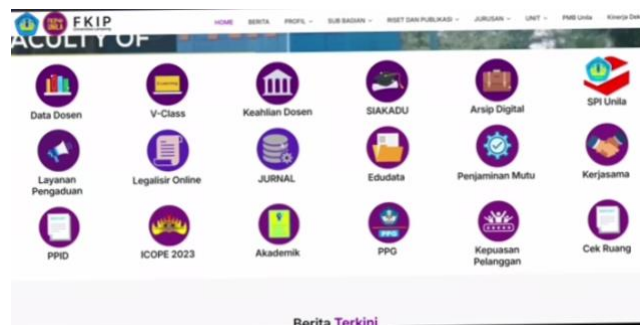 FKIP
HOME BERITA PROFIL SUB BAGIAN RISET DAN PUBLIKASI JURUSAN UNIT PMB Unila Kinerja
ACULTY OF
Data Dosen V-Class Keahlian Dosen SIAKADU Arsip Digital SPI Unila
Layanan
Pengaduan
Legalisir Online JURNAL Edudata Penjaminan Mutu Kerjasama
PPID ICOPE 2023 Akademik PPG Kepuasan
Pelanggan
Cek Ruang
PPG
Berita Terkini